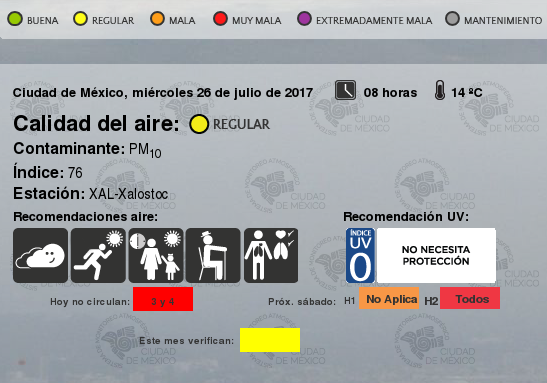 BUENA REGULAR MALA MUY MALA EXTREMADAMENTE MALA MANTENIMIENTO
Ciudad de México, miércoles 26 de julio de 2017 08 horas 14 ºC
Calidad del aire: REGULAR
Contaminante: PM10
Índice: 76
Estación: XAL-Xalostoc
Recomendaciones aire:
Recomendación UV:
ÍNDICE
UV
0
NO NECESITA
PROTECCIÓN
Hoy no circulan: 3 y 4
Próx. sábado: H1 No Aplica H2 Todos
Este mes verifican: